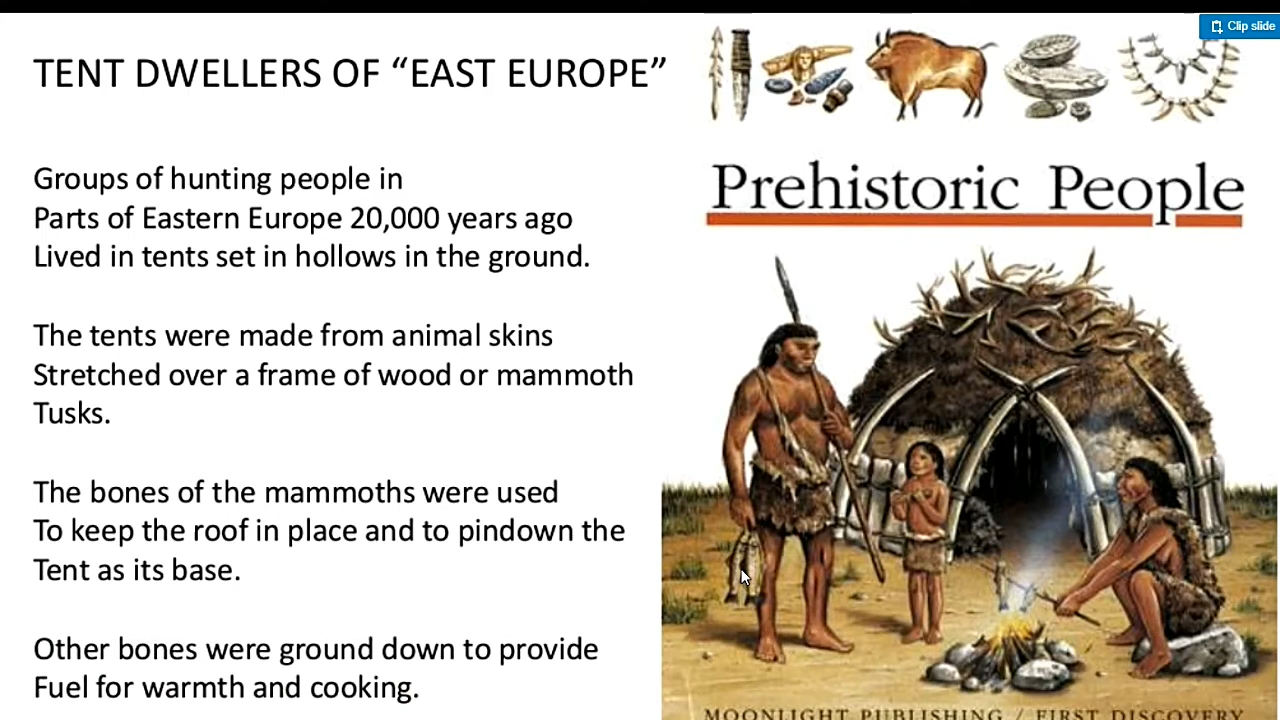 Clip slide
TENT DWELLERS OF “EAST EUROPE”
Groups of hunting people in
Parts of Eastern Europe 20,000 years ago
Lived in tents set in hollows in the ground.
The tents were made from animal skins
Stretched over a frame of wood or mammoth
Tusks.
The bones of the mammoths were used
To keep the roof in place and to pindown the
Tent as its base.
Other bones were ground down to provide
Fuel for warmth and cooking.
Prehistoric People
MOONLIGHT PUBLISHING / FIRST DISCOVERY